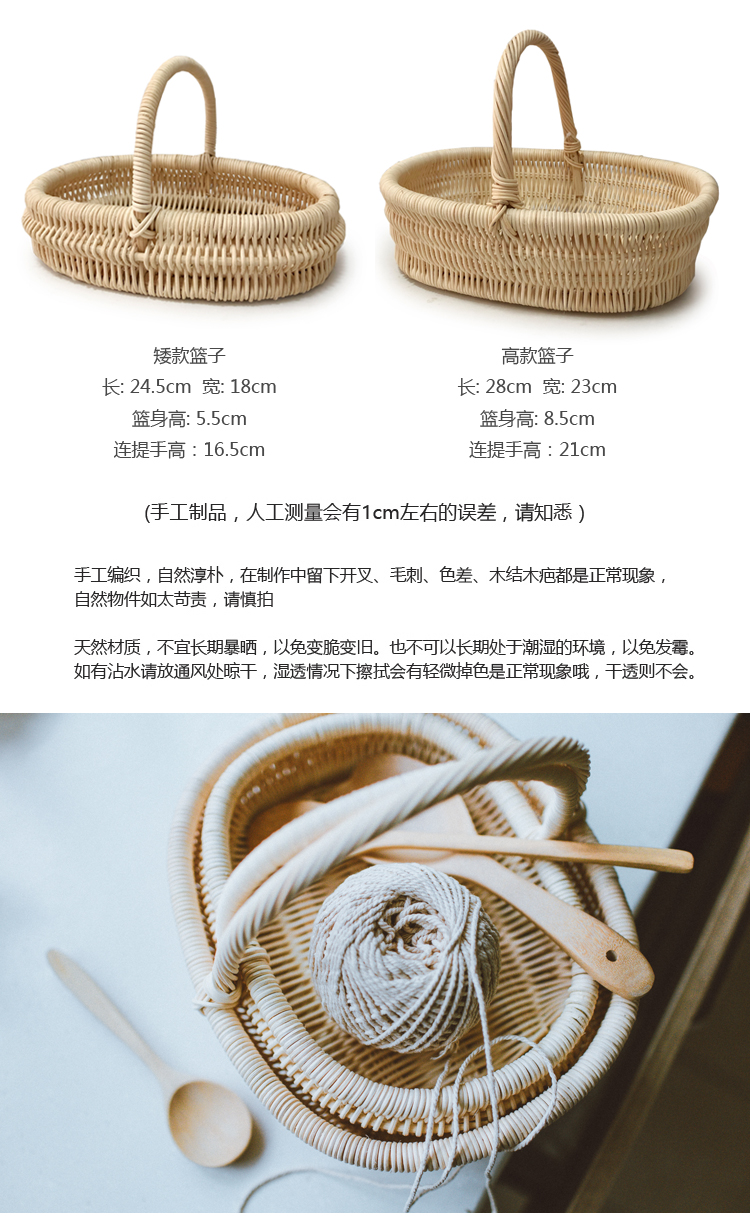 矮款篮子
长: 24.5cm 宽: 18cm
篮身高: 5.5cm
连提手高：16.5cm
高款篮子
长: 28cm 宽: 23cm
篮身高: 8.5cm
连提手高：21cm
(手工制品，人工测量会有1cm左右的误差，请知悉）
手工编织，自然淳朴，在制作中留下开叉、毛刺、色差、木结木疤都是正常现象，
自然物件如太苛责，请慎拍
天然材质，不宜长期暴晒，以免变脆变旧。也不可以长期处于潮湿的环境，以免发霉。
如有沾水请放通风处晾干，湿透情况下擦拭会有轻微掉色是正常现象哦，干透则不会。